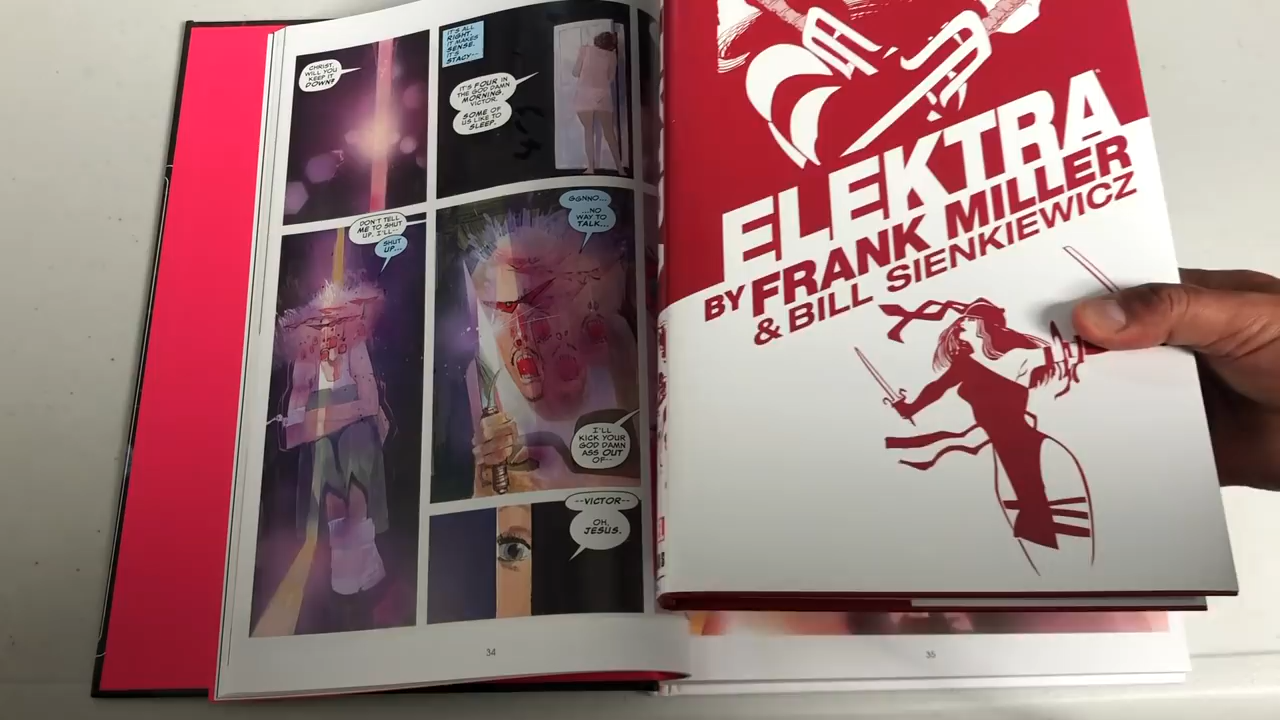 CHRIST,
WILL YOU
KEEP IT
DOWN?
IT'S ALL
RIGHT.
IT MAKES
SENSE.
IT'S
STACY--
IT'S FOUR IN
THE GOD DAMN
MORNING,
VICTOR.
SOME OF
US LIKE TO
SLEEP.
DON'T TELL
ME TO SHUT
UP. I'LL--
SHUT
UP...
GGNNO...
...NO
WAY TO
TALK...
I'LL
KICK YOUR
GOD DAMN
ASS OUT
OF--
--VICTOR--
OH,
JESUS.
34
ELEKTRA
BY FRANK MILLER
& BILL SIENKIEWICZ
35